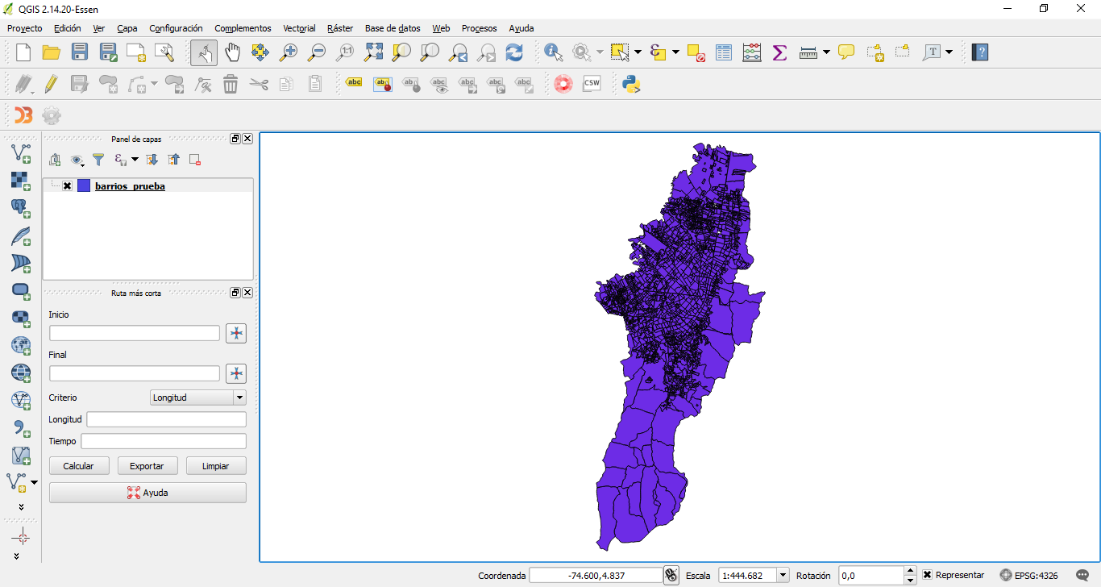 QGIS 2.14.20-Essen
Proyecto Edición Ver Capa Configuración Complementos Vectorial Ráster Base de datos Web Procesos Ayuda
abc
CSW
Panel de capas
barrios_prueba
Ruta más corta
Inicio
Final
Criterio Longitud
Longitud
Tiempo
Calcular Exportar Limpiar
Ayuda
Coordenada -74.600,4.837 Escala 1:444.682 Rotación 0,0 Representar EPSG:4326